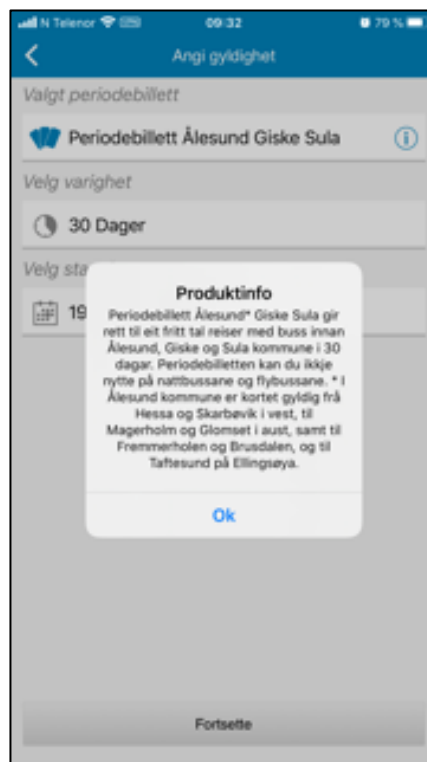 N Telenor 09:32 79 %
Angi gyldighet
Valgt periodebillett
Periodebillett Ålesund Giske Sula
Velg varighet
30 Dager
Velg sta
19
Produktinfo
Periodebillett Ålesund* Giske Sula gir
rett til eit fritt tal reiser med buss innan
Ålesund, Giske og Sula kommune i 30
dagar. Periodebilletten kan du ikkje
nytte på nattbussane og flybussane. * I
Ålesund kommune er kortet gyldig frå
Hessa og Skarbøvik i vest, til
Magerholm og Glomset i aust, samt til
Fremmerholen og Brusdalen, og til
Taftesund på Ellingsøya.
Ok
Fortsette